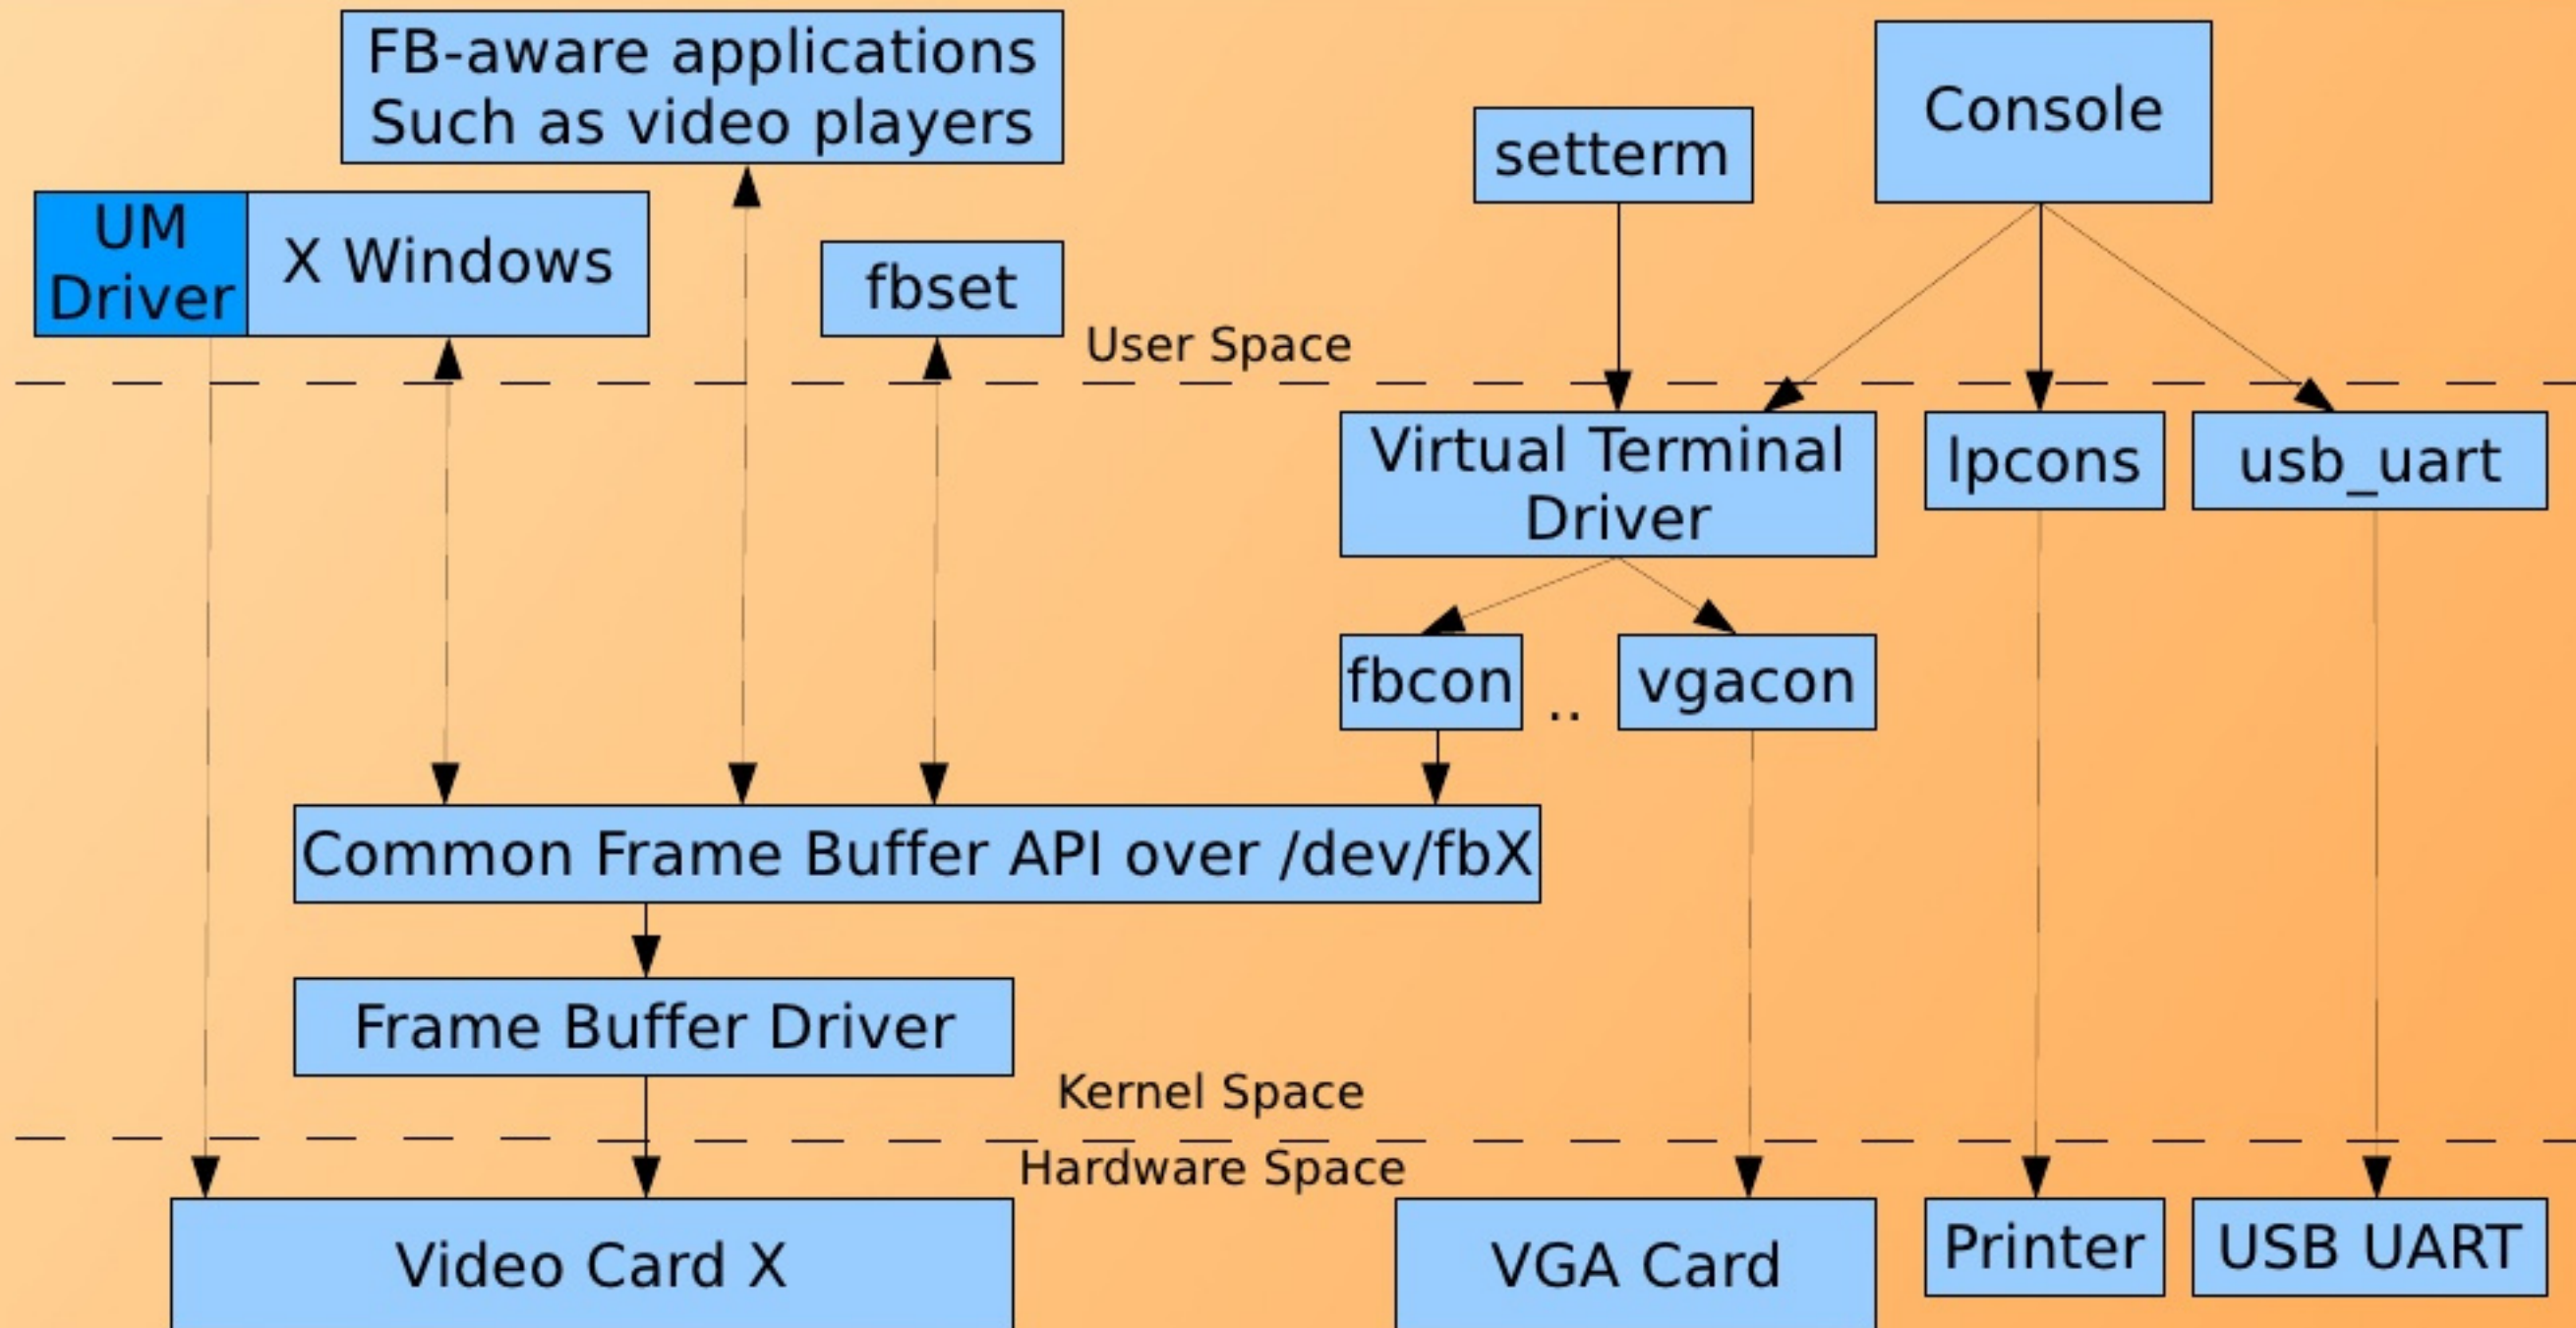 FB-aware applications
Such as video players
Console
setterm
UM
Driver
X Windows
fbset
User Space
Virtual Terminal
Driver
lpcons
usb_uart
fbcon
..
vgacon
Common Frame Buffer API over /dev/fbX
Frame Buffer Driver
Kernel Space
Hardware Space
Video Card X
VGA Card
Printer
USB UART